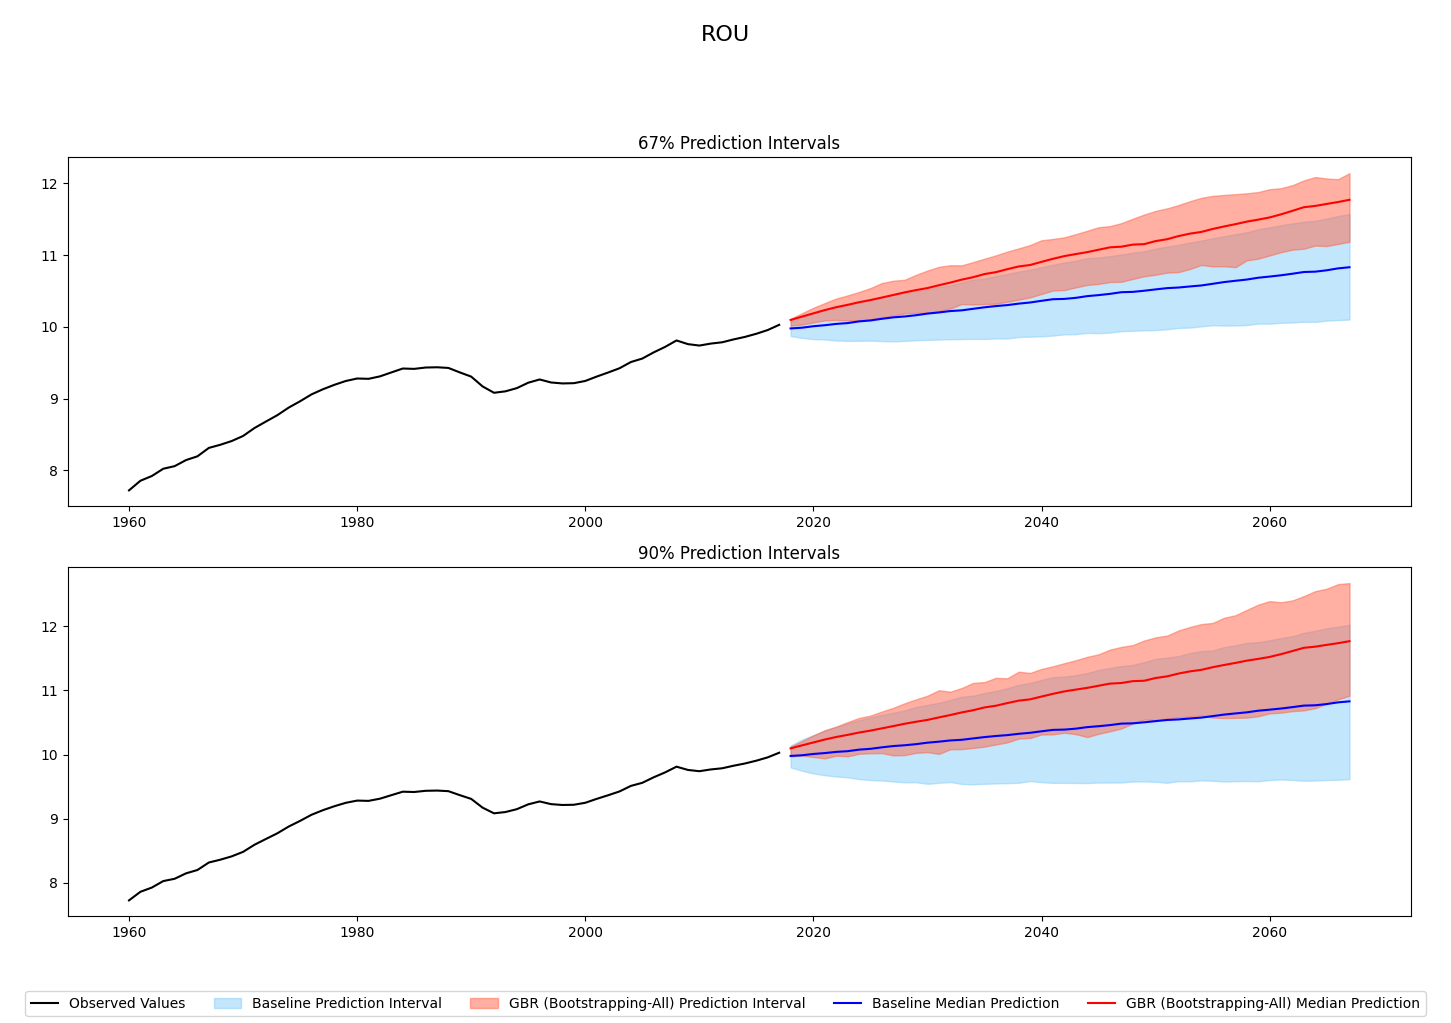 ROU
67% Prediction Intervals
12
11
10
9
8
1960 1980 2000 2020 2040 2060
90% Prediction Intervals
12
11
10
9
8
1960 1980 2000 2020 2040 2060
Observed Values Baseline Prediction Interval GBR (Bootstrapping-All) Prediction Interval Baseline Median Prediction GBR (Bootstrapping-All) Median Prediction